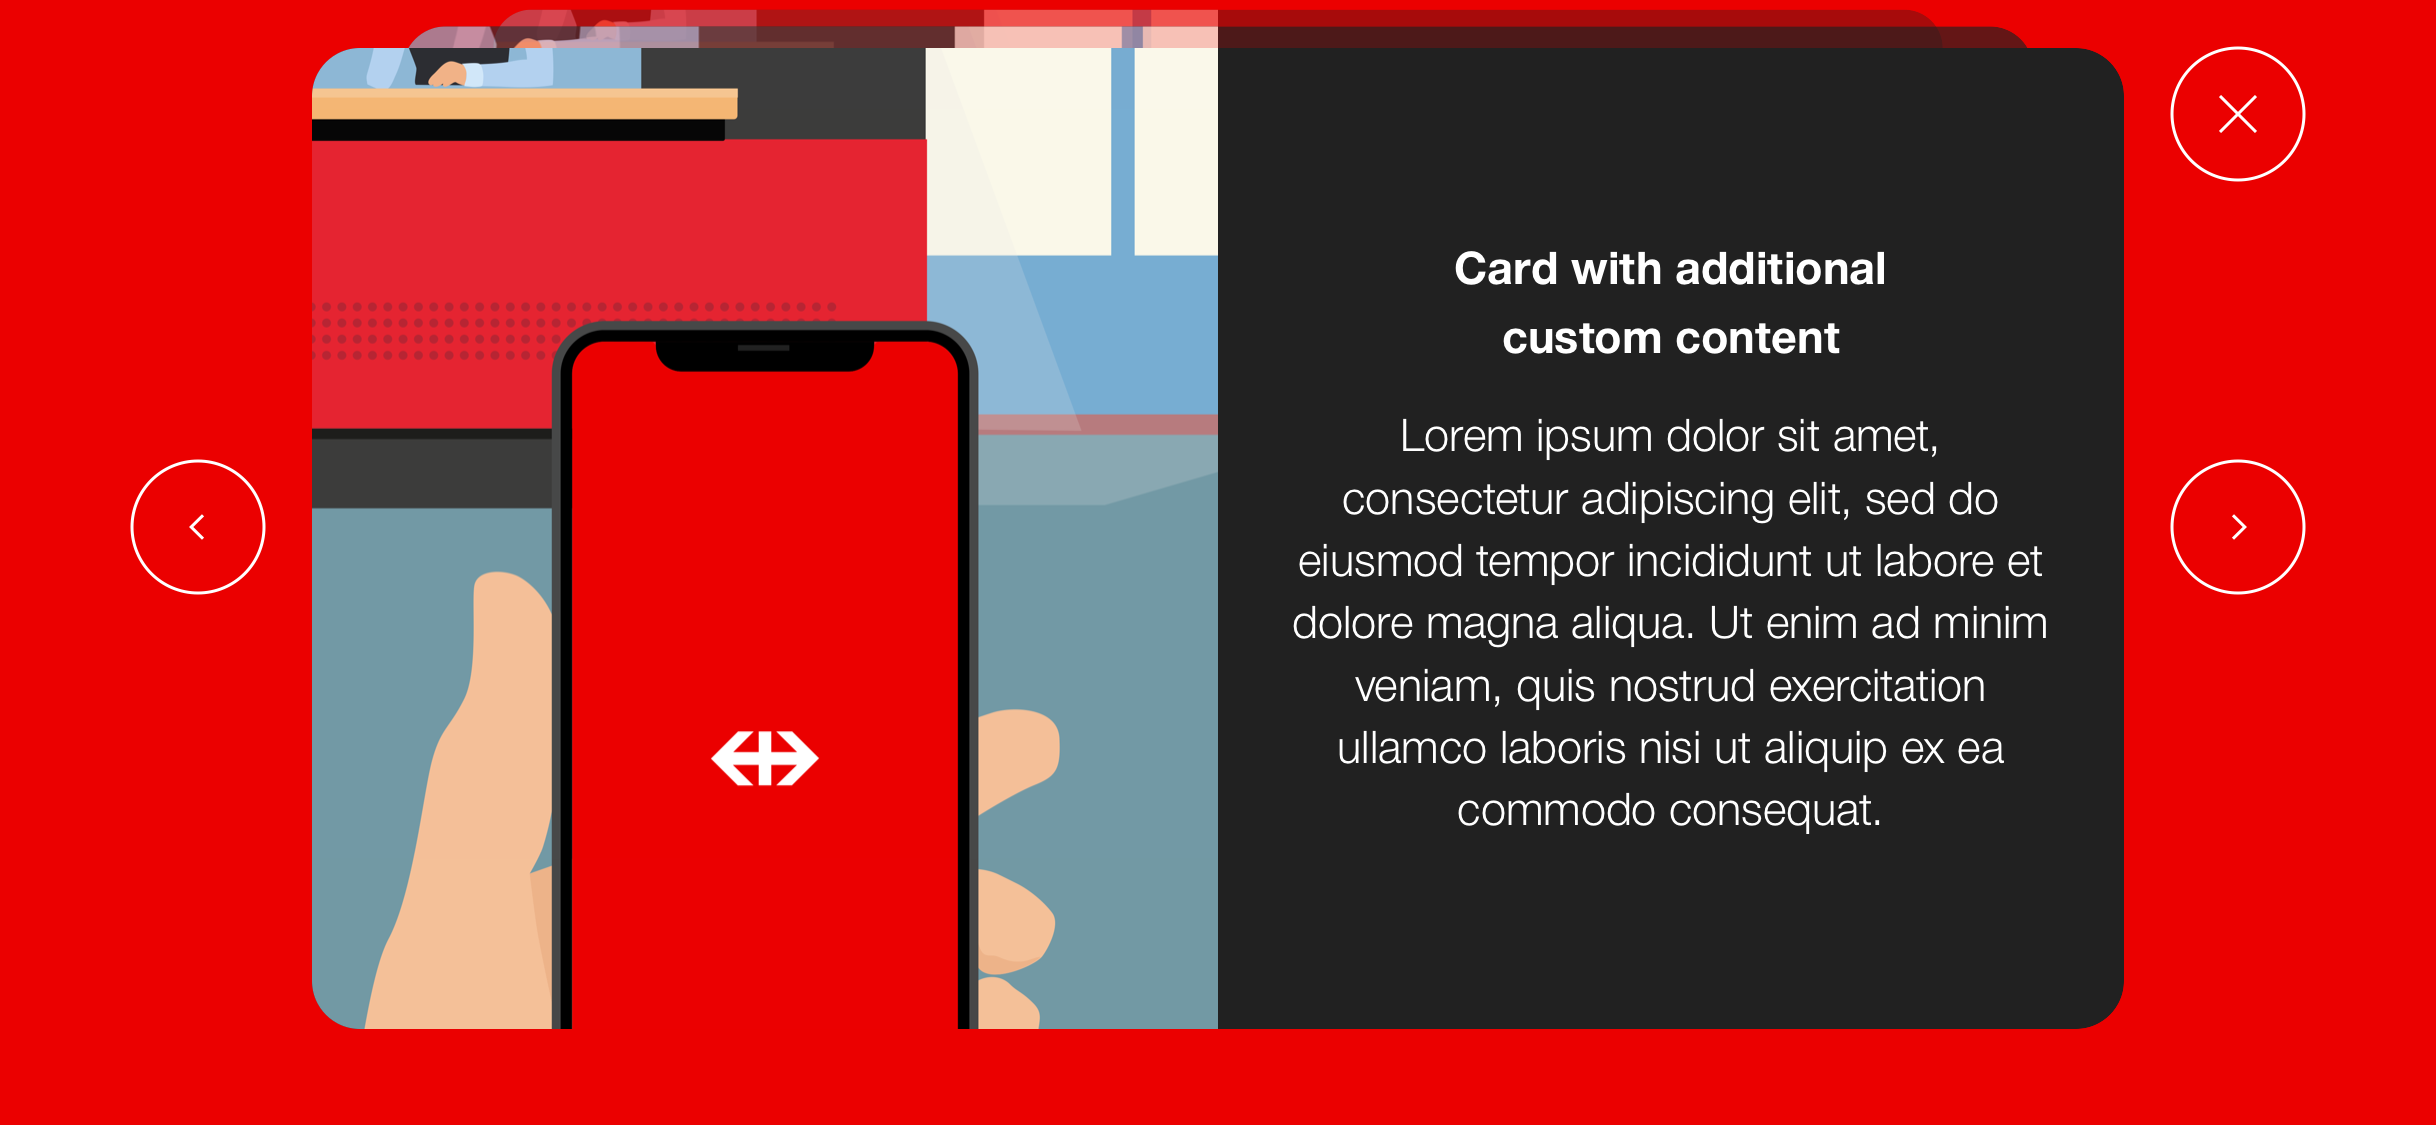 Card with additional
custom content
Lorem ipsum dolor sit amet,
consectetur adipiscing elit, sed do
eiusmod tempor incididunt ut labore et
dolore magna aliqua. Ut enim ad minim
veniam, quis nostrud exercitation
ullamco laboris nisi ut aliquip ex ea
commodo consequat.